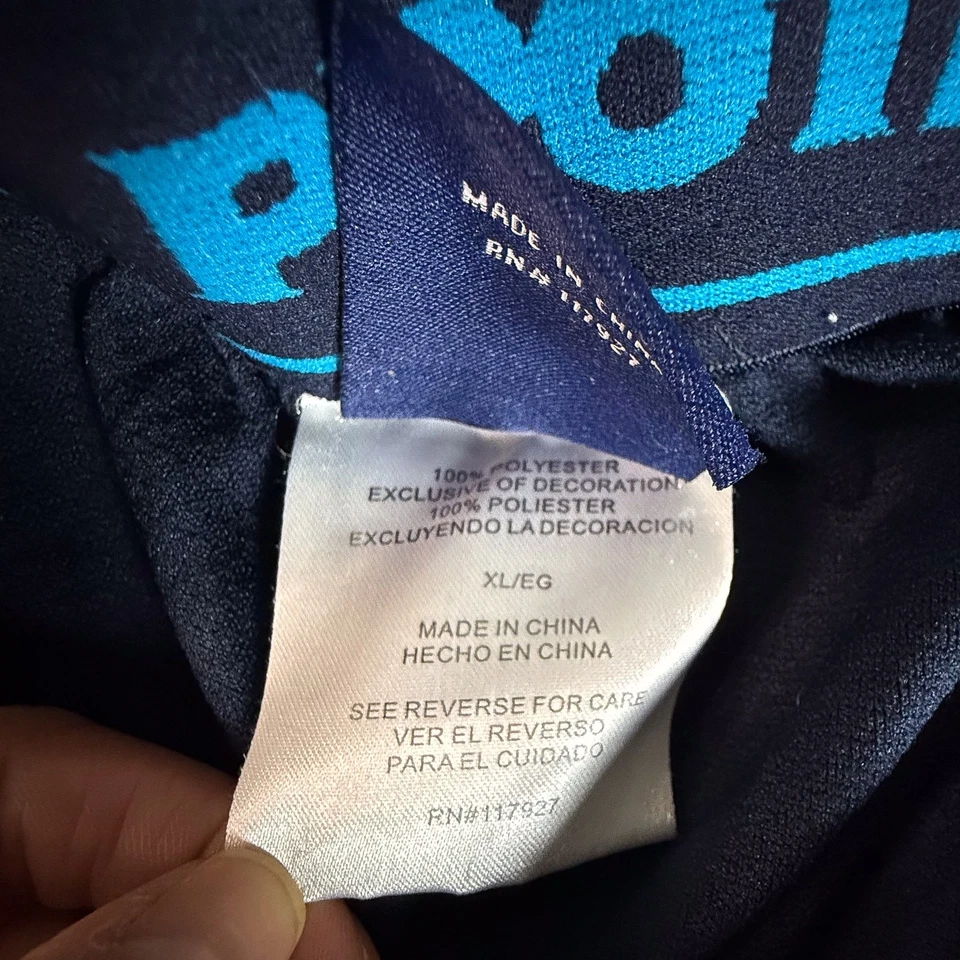 MADE IN CHINA
RN# 117927
100% POLYESTER
EXCLUSIVE OF DECORATION
100% POLIESTER
EXCLUYENDO LA DECORACION
XL/EG
MADE IN CHINA
HECHO EN CHINA
SEE REVERSE FOR CARE
VER EL REVERSO
PARA EL CUIDADO
RN#117927